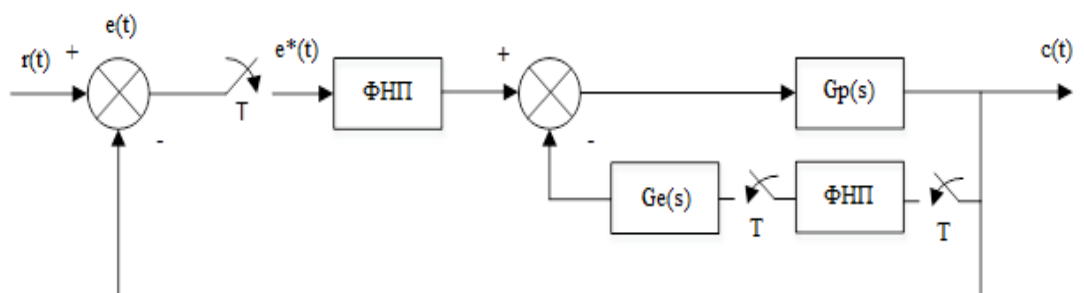 e(t)
r(t)
+
e*(t)
+
c(t)
ФНП
Gp(s)
T
-
-
Ge(s)
ФНП
T
T